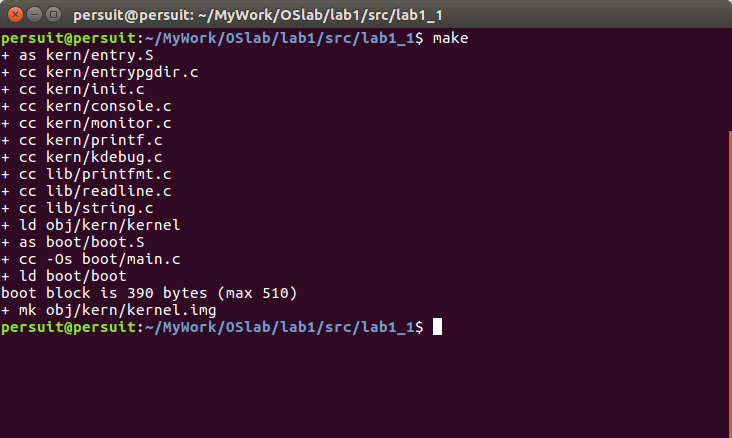 persuit@persuit: ~/MyWork/OSlab/lab1/src/lab1_1
persuit@persuit:~/MyWork/OSlab/lab1/src/lab1_1$ make
+ as kern/entry.S
+ cc kern/entrypgdir.c
+ cc kern/init.c
+ cc kern/console.c
+ cc kern/monitor.c
+ cc kern/printf.c
+ cc kern/kdebug.c
+ cc lib/printfmt.c
+ cc lib/readline.c
+ cc lib/string.c
+ ld obj/kern/kernel
+ as boot/boot.S
+ cc -Os boot/main.c
+ ld boot/boot
boot block is 390 bytes (max 510)
+ mk obj/kern/kernel.img
persuit@persuit:~/MyWork/OSlab/lab1/src/lab1_1$